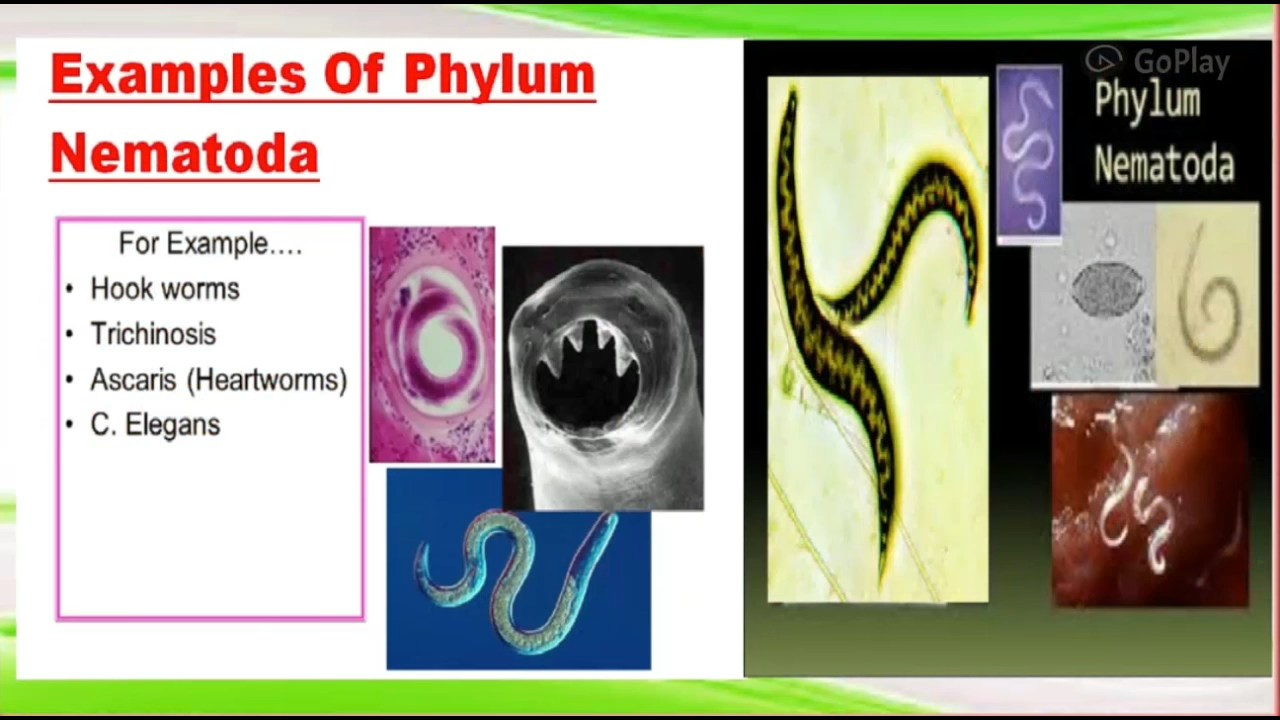 Examples Of Phylum
Nematoda
For Example....
• Hook worms
• Trichinosis
• Ascaris (Heartworms)
• C. Elegans
GoPlay
Phylum
Nematoda